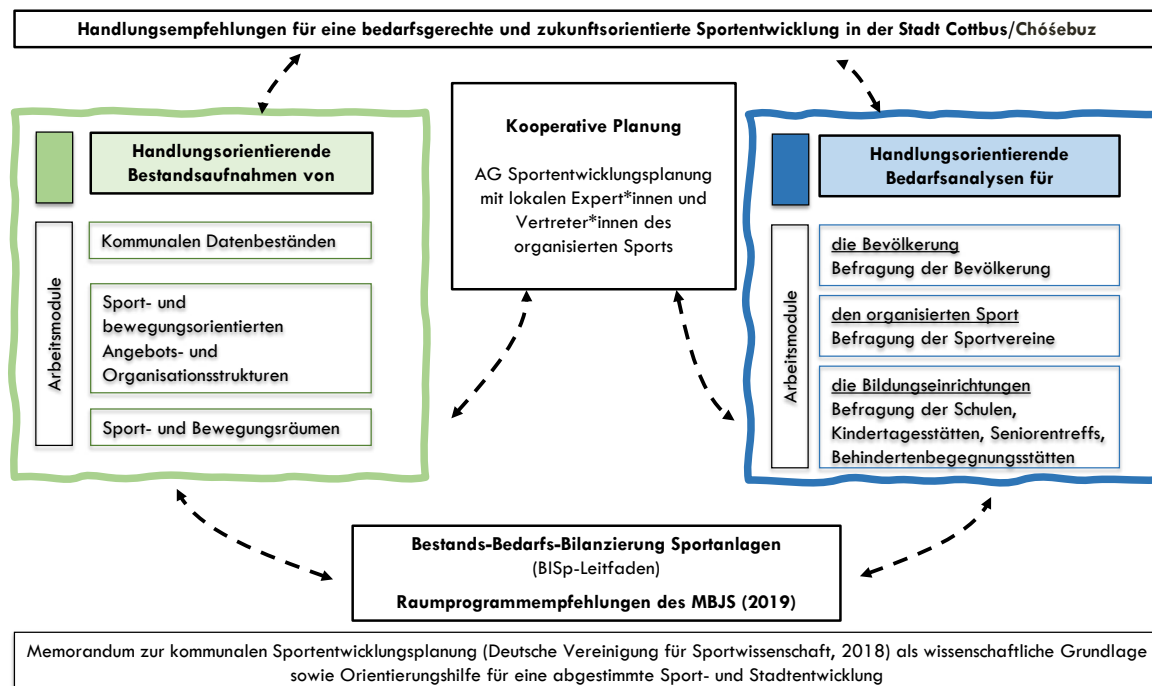 Handlungsempfehlungen für eine bedarfsgerechte und zukunftsorientierte Sportentwicklung in der Stadt Cottbus/Chóśebuz
Handlungsorientierende
Bestandsaufnahmen von
Arbeitsmodule
Kommunalen Datenbeständen
Sport- und
bewegungsorientierten
Angebots- und
Organisationsstrukturen
Sport- und Bewegungsräumen
Kooperative Planung
AG Sportentwicklungsplanung
mit lokalen Expert*innen und
Vertreter*innen des
organisierten Sports
Handlungsorientierende
Bedarfsanalysen für
Arbeitsmodule
die Bevölkerung
Befragung der Bevölkerung
den organisierten Sport
Befragung der Sportvereine
die Bildungseinrichtungen
Befragung der Schulen,
Kindertagesstätten, Seniorentreffs,
Behindertenbegegnungsstätten
Bestands-Bedarfs-Bilanzierung Sportanlagen
(BISp-Leitfaden)
Raumprogrammempfehlungen des MBJS (2019)
Memorandum zur kommunalen Sportentwicklungsplanung (Deutsche Vereinigung für Sportwissenschaft, 2018) als wissenschaftliche Grundlage
sowie Orientierungshilfe für eine abgestimmte Sport- und Stadtentwicklung